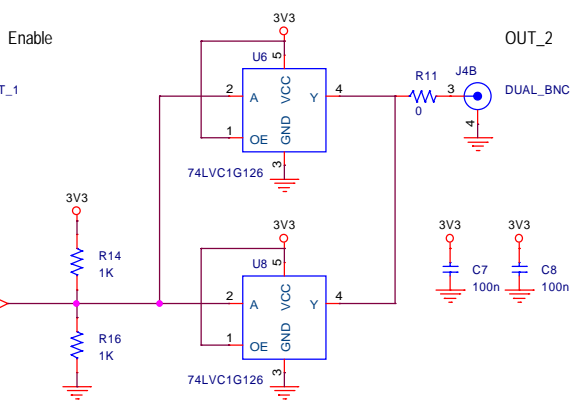 3V3
Enable
OUT_2
U6
5
VCC
R11
J4B
T_1
2
A
Y
4
0
3
DUAL_BNC
1
OE
GND
4
3
74LVC1G126
3V3
R14
1K
3V3
U8
5
VCC
3V3
3V3
C7
100n
C8
100n
2
A
Y
4
R16
1K
1
OE
GND
3
74LVC1G126